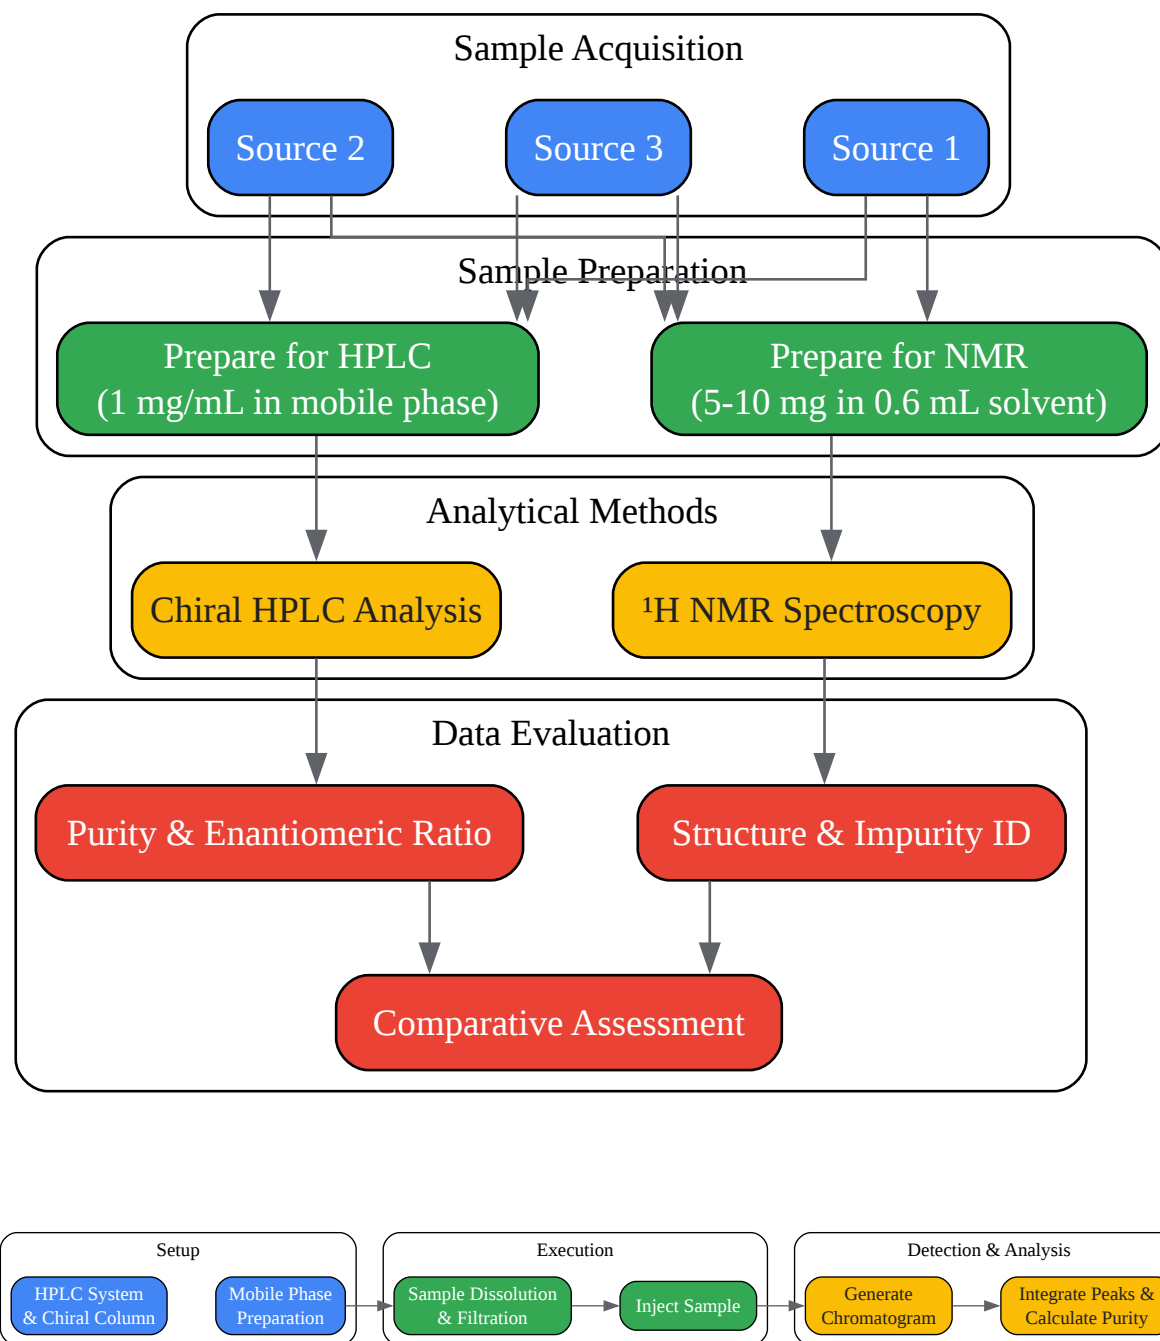 Sample Acquisition
Source 2
Source 3
Source 1
Sample Preparation
Prepare for HPLC
(1 mg/mL in mobile phase)
Prepare for NMR
(5-10 mg in 0.6 mL solvent)
Analytical Methods
Chiral HPLC Analysis
¹H NMR Spectroscopy
Data Evaluation
Purity & Enantiomeric Ratio
Structure & Impurity ID
Comparative Assessment
Setup
HPLC System
& Chiral Column
Mobile Phase
Preparation
Execution
Sample Dissolution
& Filtration
Inject Sample
Detection & Analysis
Generate
Chromatogram
Integrate Peaks &
Calculate Purity